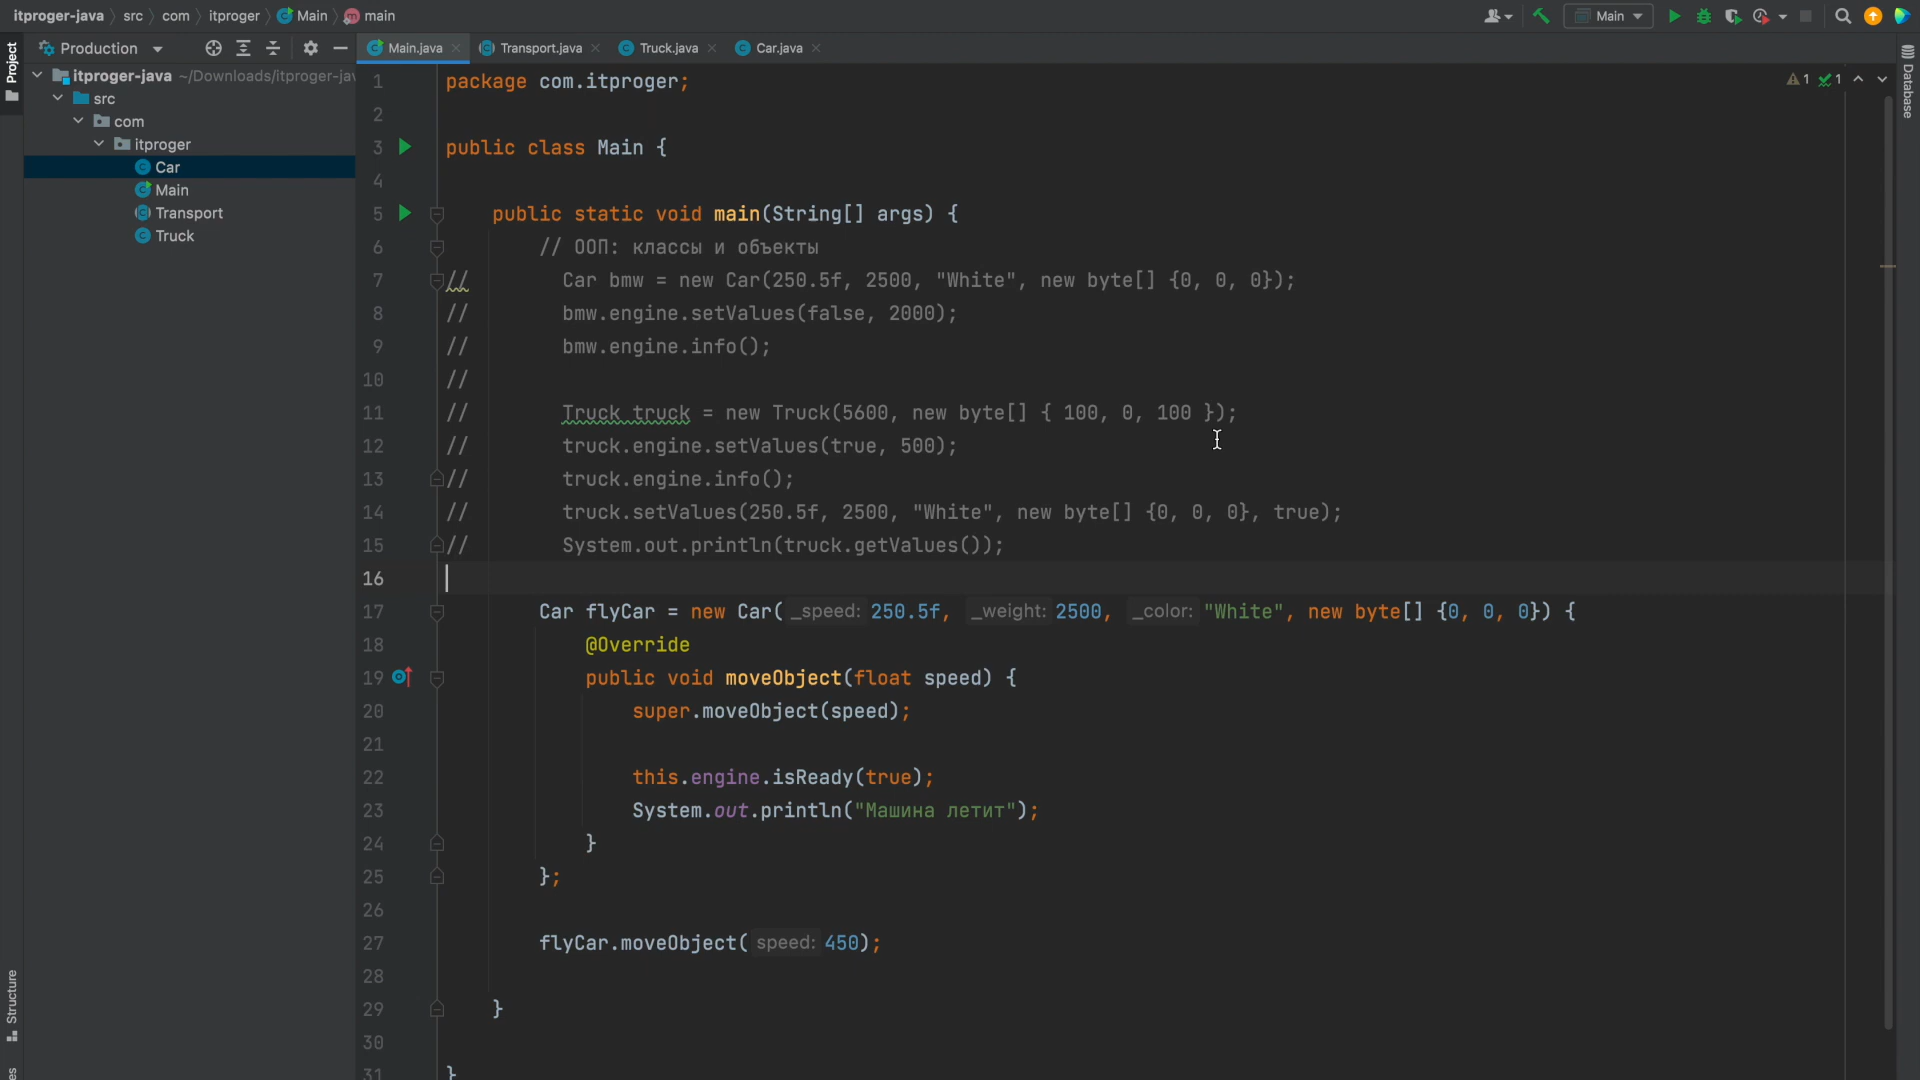 itproger-java src com itproger Main main
Main
Production
Main.java Transport.java Truck.java Car.java
Project
itproger-java ~/Downloads/itproger-jav
src
com
itproger
Car
Main
Transport
Truck
Structure
Database
1 1
1 package com.itproger;
2
3 public class Main {
4
5 public static void main(String[] args) {
6 // ООП: классы и объекты
7 // Car bmw = new Car(250.5f, 2500, "White", new byte[] {0, 0, 0});
8 // bmw.engine.setValues(false, 2000);
9 // bmw.engine.info();
10 //
11 // Truck truck = new Truck(5600, new byte[] { 100, 0, 100 });
12 // truck.engine.setValues(true, 500);
13 // truck.engine.info();
14 // truck.setValues(250.5f, 2500, "White", new byte[] {0, 0, 0}, true);
15 // System.out.println(truck.getValues());
16
17 Car flyCar = new Car( _speed: 250.5f, _weight: 2500, _color: "White", new byte[] {0, 0, 0}) {
18 @Override
19 public void moveObject(float speed) {
20 super.moveObject(speed);
21
22 this.engine.isReady(true);
23 System.out.println("Машина летит");
24 }
25 };
26
27 flyCar.moveObject( speed: 450);
28
29 }
30
31 }